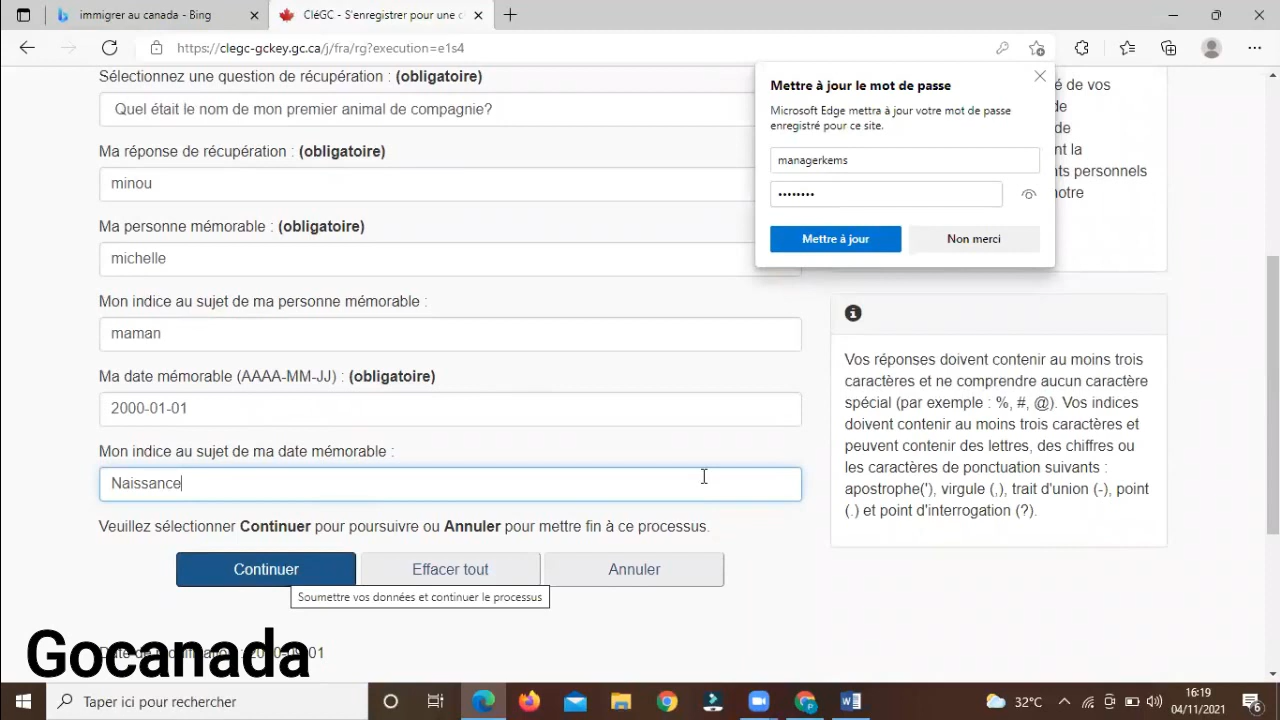 immigrer au canada - Bing
CléGC - S'enregistrer pour une c
https://clegc-gckey.gc.ca/j/fra/rg?execution=e1s4
Sélectionnez une question de récupération : (obligatoire)
Quel était le nom de mon premier animal de compagnie?
Ma réponse de récupération : (obligatoire)
minou
Ma personne mémorable : (obligatoire)
michelle
Mon indice au sujet de ma personne mémorable :
maman
Ma date mémorable (AAAA-MM-JJ) : (obligatoire)
2000-01-01
Mon indice au sujet de ma date mémorable :
Naissance
Veuillez sélectionner Continuer pour poursuivre ou Annuler pour mettre fin à ce processus.
Continuer
Effacer tout
Annuler
Soumettre vos données et continuer le processus
Mettre à jour le mot de passe
Microsoft Edge mettra à jour votre mot de passe
enregistré pour ce site.
managerkems
••••••••
Mettre à jour
Non merci
de vos
de
de
la
personnels
notre
Vos réponses doivent contenir au moins trois
caractères et ne comprendre aucun caractère
spécial (par exemple : %, #, @). Vos indices
doivent contenir au moins trois caractères et
peuvent contenir des lettres, des chiffres ou
les caractères de ponctuation suivants :
apostrophe('), virgule (,), trait d'union (-), point
(.) et point d'interrogation (?).
Gocanada
Taper ici pour rechercher
32°C
16:19
04/11/2021
6